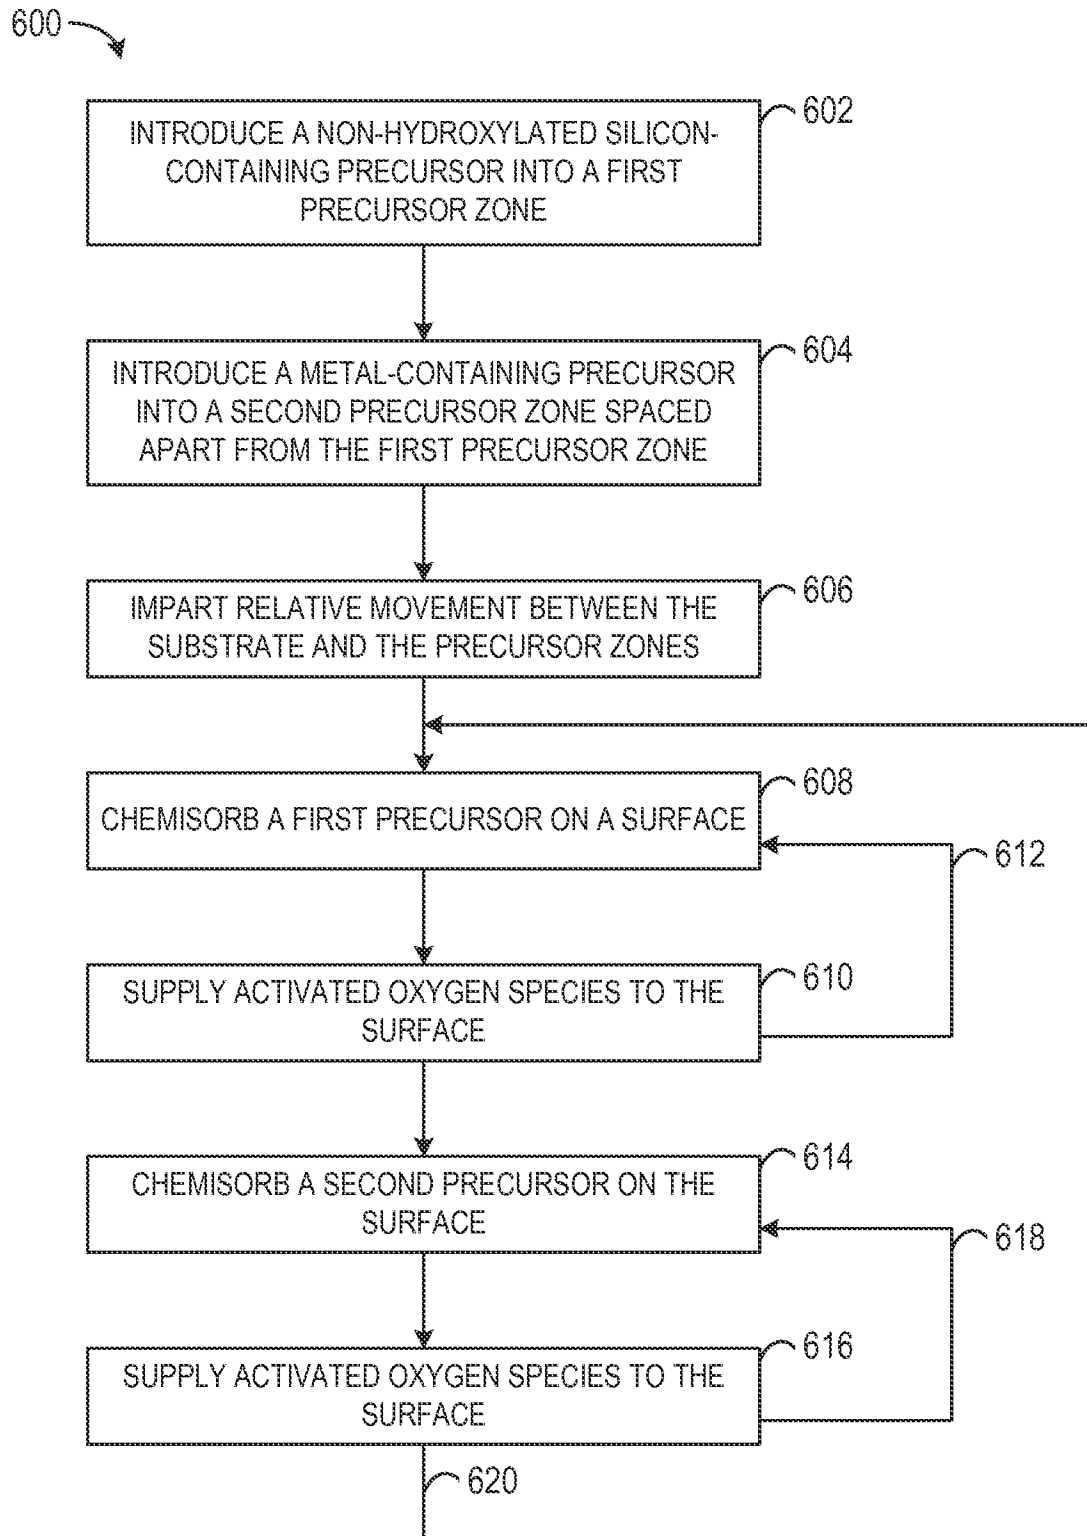 600
602
INTRODUCE A NON-HYDROXYLATED SILICON-
CONTAINING PRECURSOR INTO A FIRST
PRECURSOR ZONE
604
INTRODUCE A METAL-CONTAINING PRECURSOR
INTO A SECOND PRECURSOR ZONE SPACED
APART FROM THE FIRST PRECURSOR ZONE
606
IMPART RELATIVE MOVEMENT BETWEEN THE
SUBSTRATE AND THE PRECURSOR ZONES
608
CHEMISORB A FIRST PRECURSOR ON A SURFACE
612
610
SUPPLY ACTIVATED OXYGEN SPECIES TO THE
SURFACE
614
CHEMISORB A SECOND PRECURSOR ON THE
SURFACE
618
616
SUPPLY ACTIVATED OXYGEN SPECIES TO THE
SURFACE
620